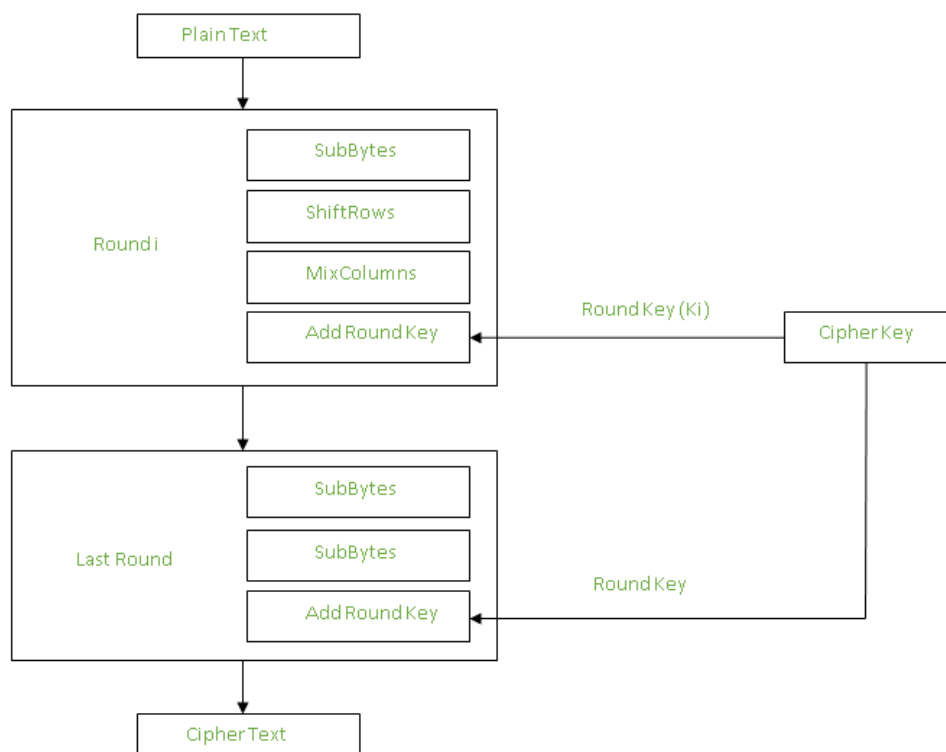 Plain Text
SubBytes
ShiftRows
Round i
MixColumns
Round Key (Ki)
Add Round Key
Cipher Key
SubBytes
SubBytes
Last Round
Round Key
Add Round Key
Cipher Text